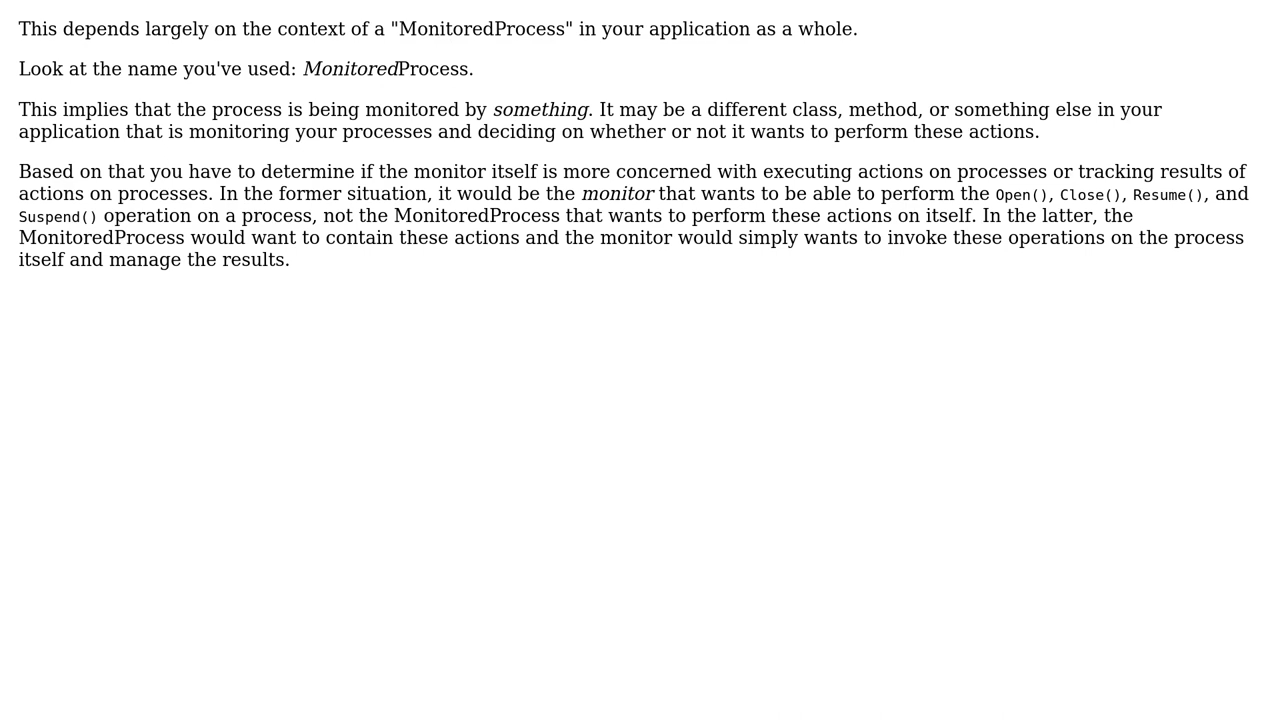 This depends largely on the context of a "MonitoredProcess" in your application as a whole.
Look at the name you've used: MonitoredProcess.
This implies that the process is being monitored by something. It may be a different class, method, or something else in your
application that is monitoring your processes and deciding on whether or not it wants to perform these actions.
Based on that you have to determine if the monitor itself is more concerned with executing actions on processes or tracking results of
actions on processes. In the former situation, it would be the monitor that wants to be able to perform the Open(), Close(), Resume(), and
Suspend() operation on a process, not the MonitoredProcess that wants to perform these actions on itself. In the latter, the
MonitoredProcess would want to contain these actions and the monitor would simply wants to invoke these operations on the process
itself and manage the results.